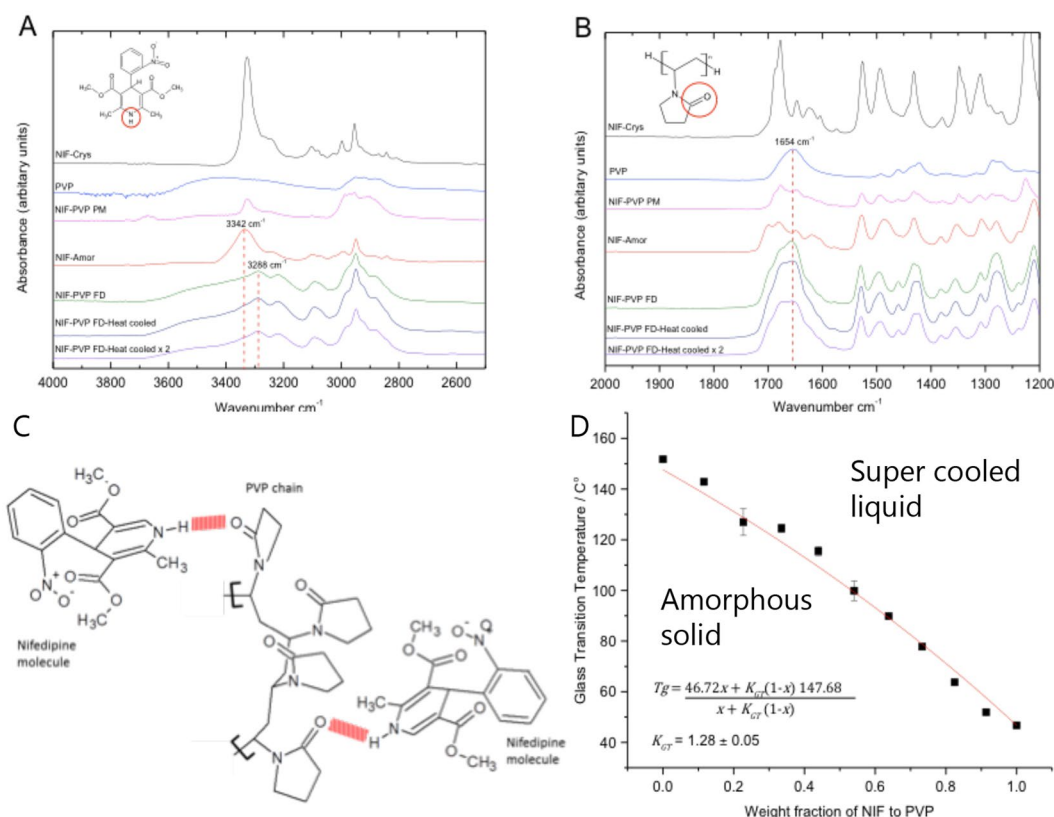 A
Absorbance (arbitary units)
NIF-Crys
PVP
NIF-PVP PM
3342 cm-1
NIF-Amor
3288 cm-1
NIF-PVP FD
NIF-PVP FD-Heat cooled
NIF-PVP FD-Heat cooled x 2
4000 3800 3600 3400 3200 3000 2800 2600
Wavenumber cm-1
B
Absorbance (arbitary units)
NIF-Crys
1654 cm-1
PVP
NIF-PVP PM
NIF-Amor
NIF-PVP FD
NIF-PVP FD-Heat cooled
NIF-PVP FD-Heat cooled x 2
2000 1900 1800 1700 1600 1500 1400 1300 1200
Wavenumber cm-1
C
PVP chain
Nifedipine
molecule
Nifedipine
molecule
D
Glass Transition Temperature / C°
160
140
120
100
80
60
40
Super cooled
liquid
Amorphous
solid
Tg = 46.72x + K_GT(1-x) 147.68
x + K_GT (1-x)
K_GT = 1.28 ± 0.05
0.0 0.2 0.4 0.6 0.8 1.0
Weight fraction of NIF to PVP